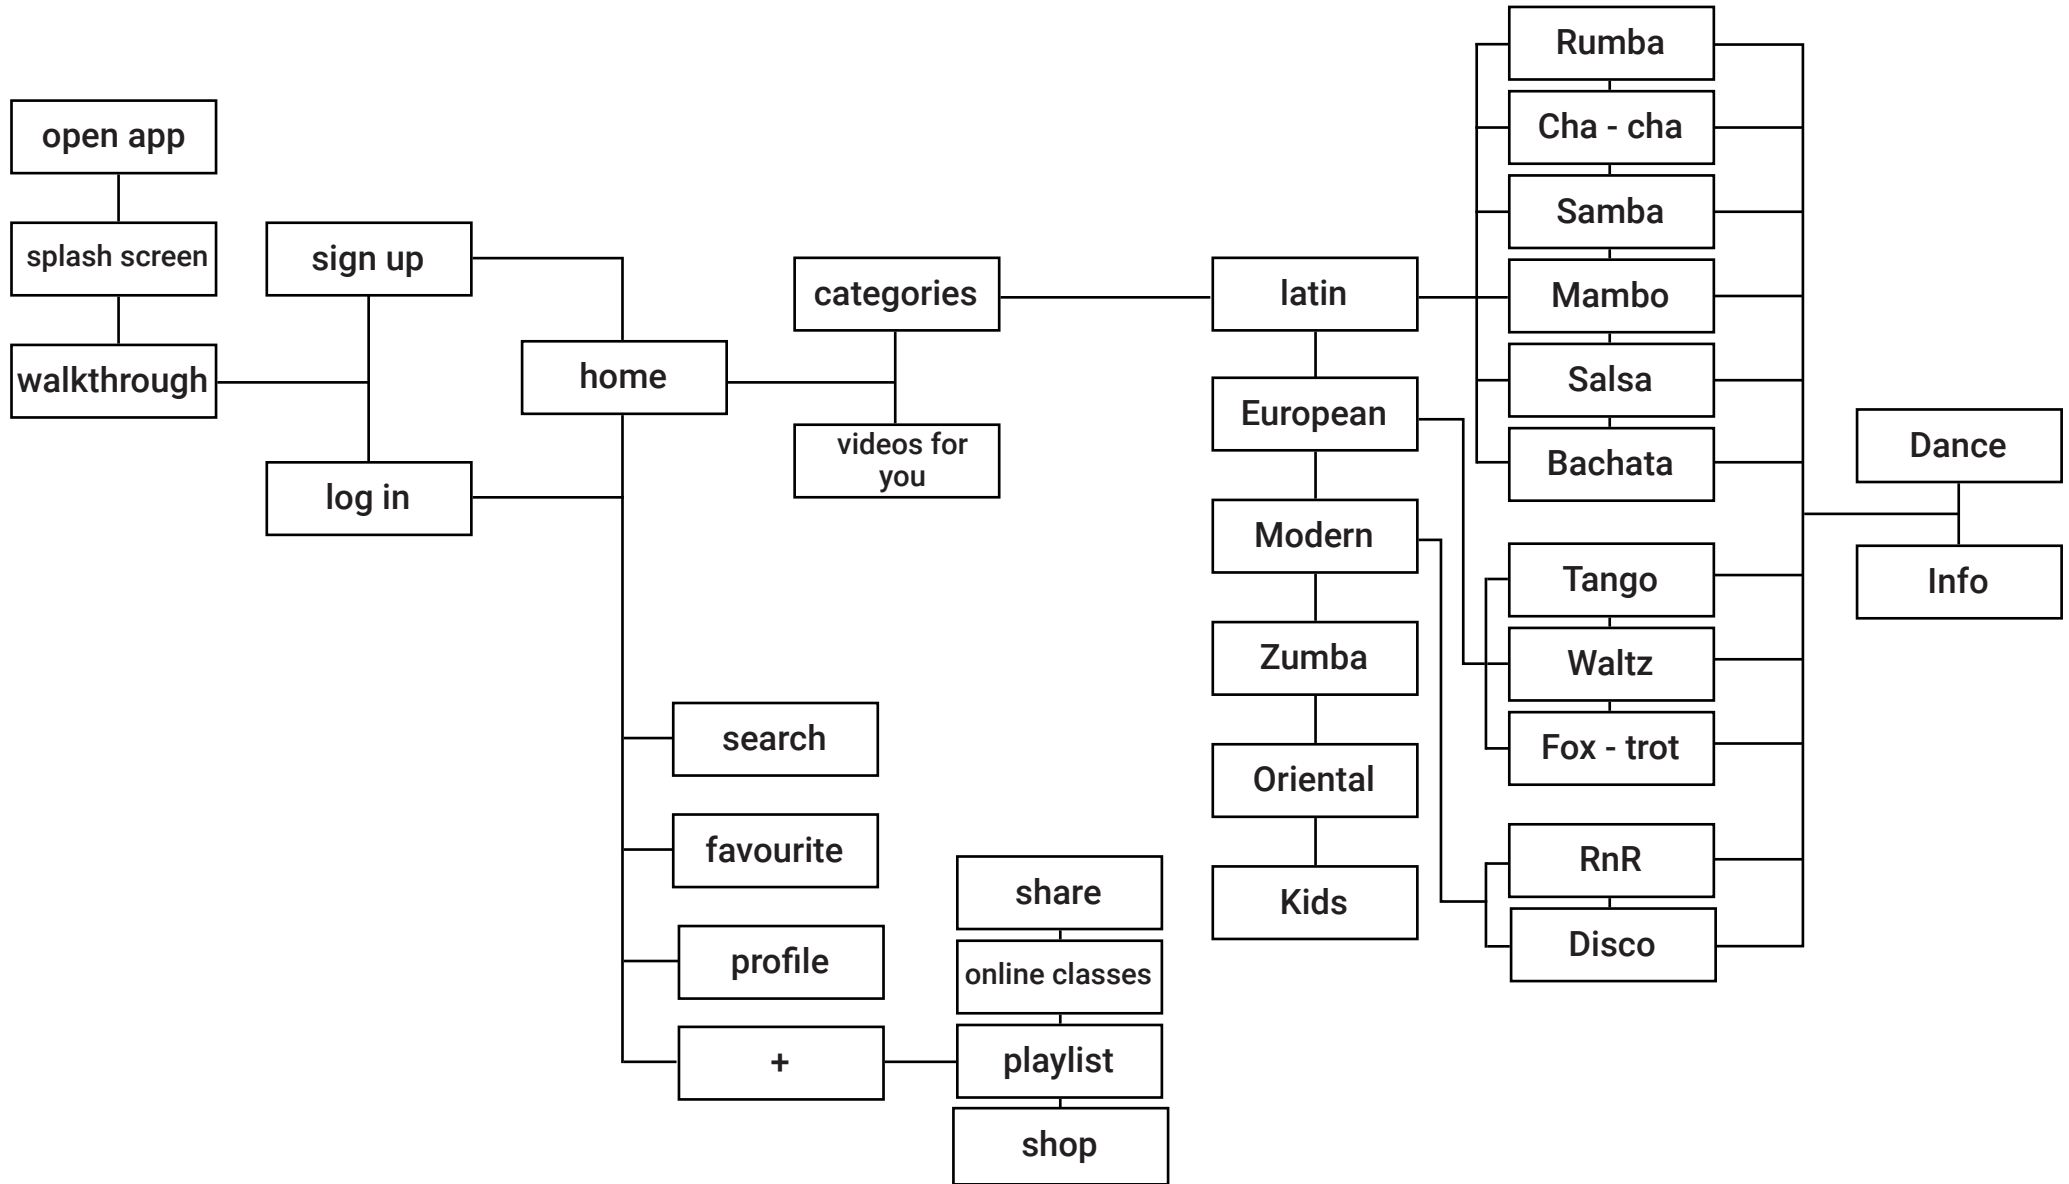 open app
splash screen
walkthrough
sign up
log in
home
categories
videos for
you
search
favourite
profile
+
share
online classes
playlist
shop
latin
European
Modern
Zumba
Oriental
Kids
Rumba
Cha - cha
Samba
Mambo
Salsa
Bachata
Tango
Waltz
Fox - trot
RnR
Disco
Dance
Info